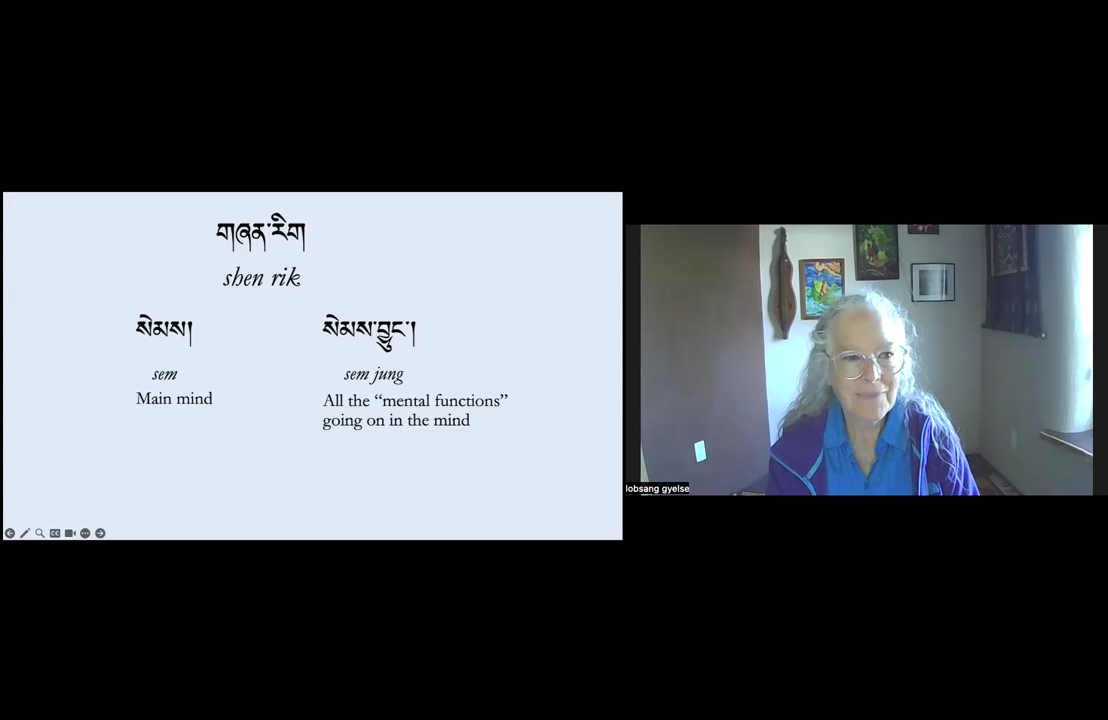 གཞན་རིག
shen rik
སེམས།
sem
Main mind
སེམས་བྱུང་།
sem jung
All the “mental functions”
going on in the mind
lobsang gyelse